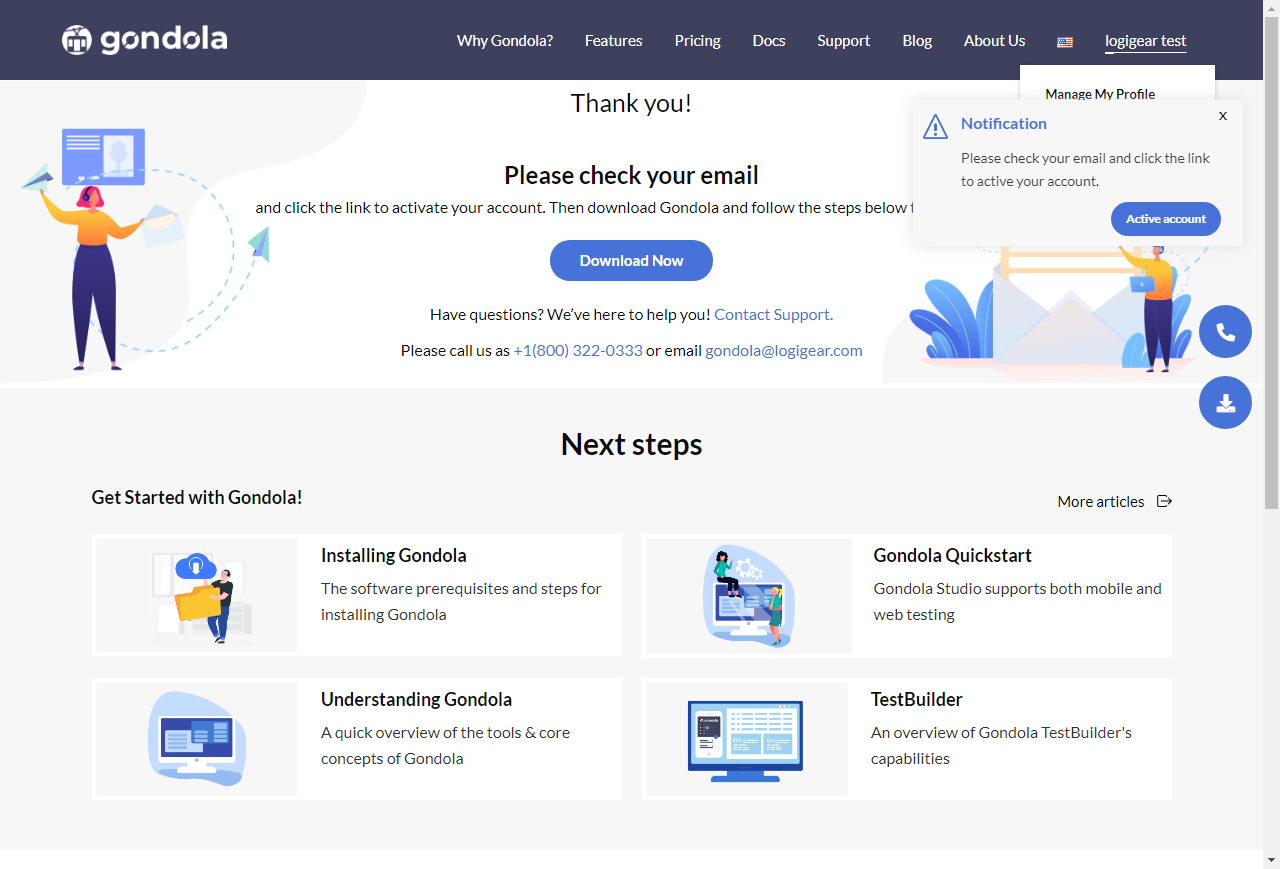 gondola
Why Gondola?
Features
Pricing
Docs
Support
Blog
About Us
logigear test
Manage My Profile
Thank you!
Notification
x
Please check your email and click the link
to active your account.
Active account
Please check your email
and click the link to activate your account. Then download Gondola and follow the steps below
Download Now
Have questions? We’ve here to help you! Contact Support.
Please call us as +1(800) 322-0333 or email gondola@logigear.com
Next steps
Get Started with Gondola!
More articles
Installing Gondola
The software prerequisites and steps for
installing Gondola
Gondola Quickstart
Gondola Studio supports both mobile and
web testing
Understanding Gondola
A quick overview of the tools & core
concepts of Gondola
TestBuilder
An overview of Gondola TestBuilder's
capabilities